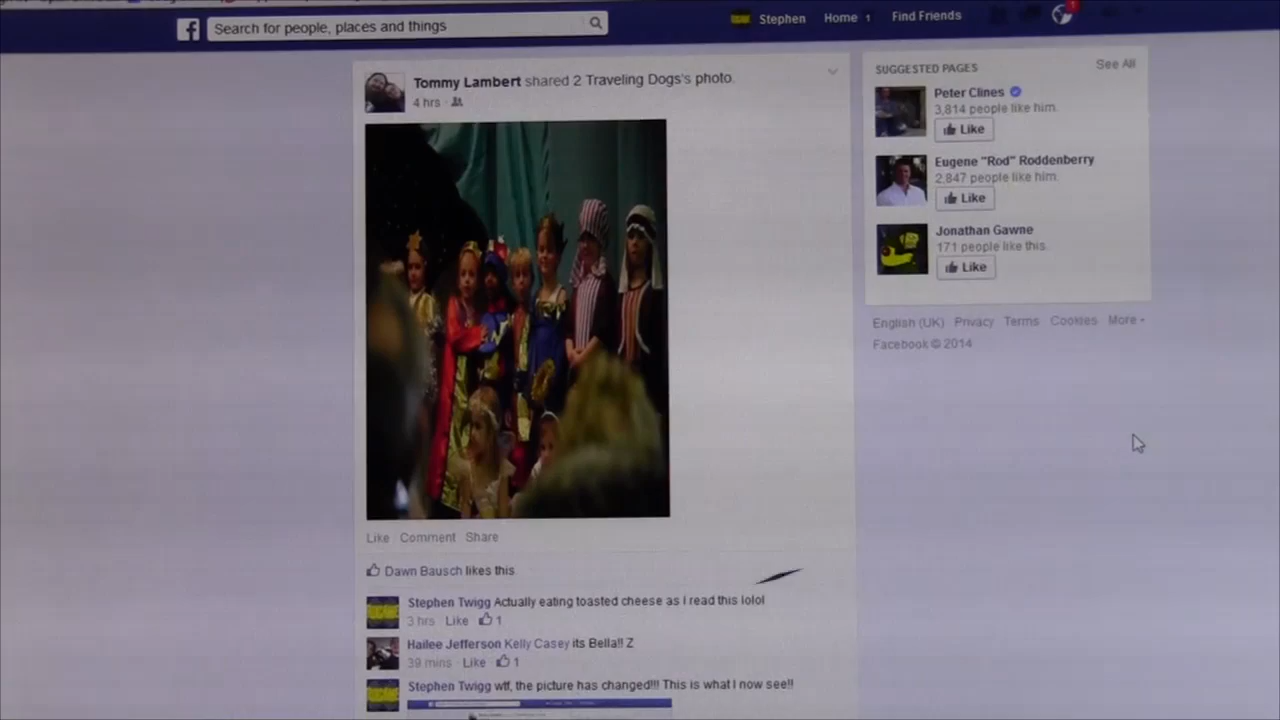 Search for people, places and things
Stephen Home 1 Find Friends
1
Tommy Lambert shared 2 Traveling Dogs's photo.
4 hrs ·
Like Comment Share
Dawn Bausch likes this
Stephen Twigg Actually eating toasted cheese as I read this lolol
3 hrs · Like · 1
Hailee Jefferson Kelly Casey its Bella!! Z
39 mins · Like · 1
Stephen Twigg wtf, the picture has changed!!! This is what I now see!!
SUGGESTED PAGES See All
Peter Clines
3,814 people like him.
Like
Eugene "Rod" Roddenberry
2,847 people like him.
Like
Jonathan Gawne
171 people like this.
Like
English (UK) Privacy Terms Cookies More
Facebook © 2014